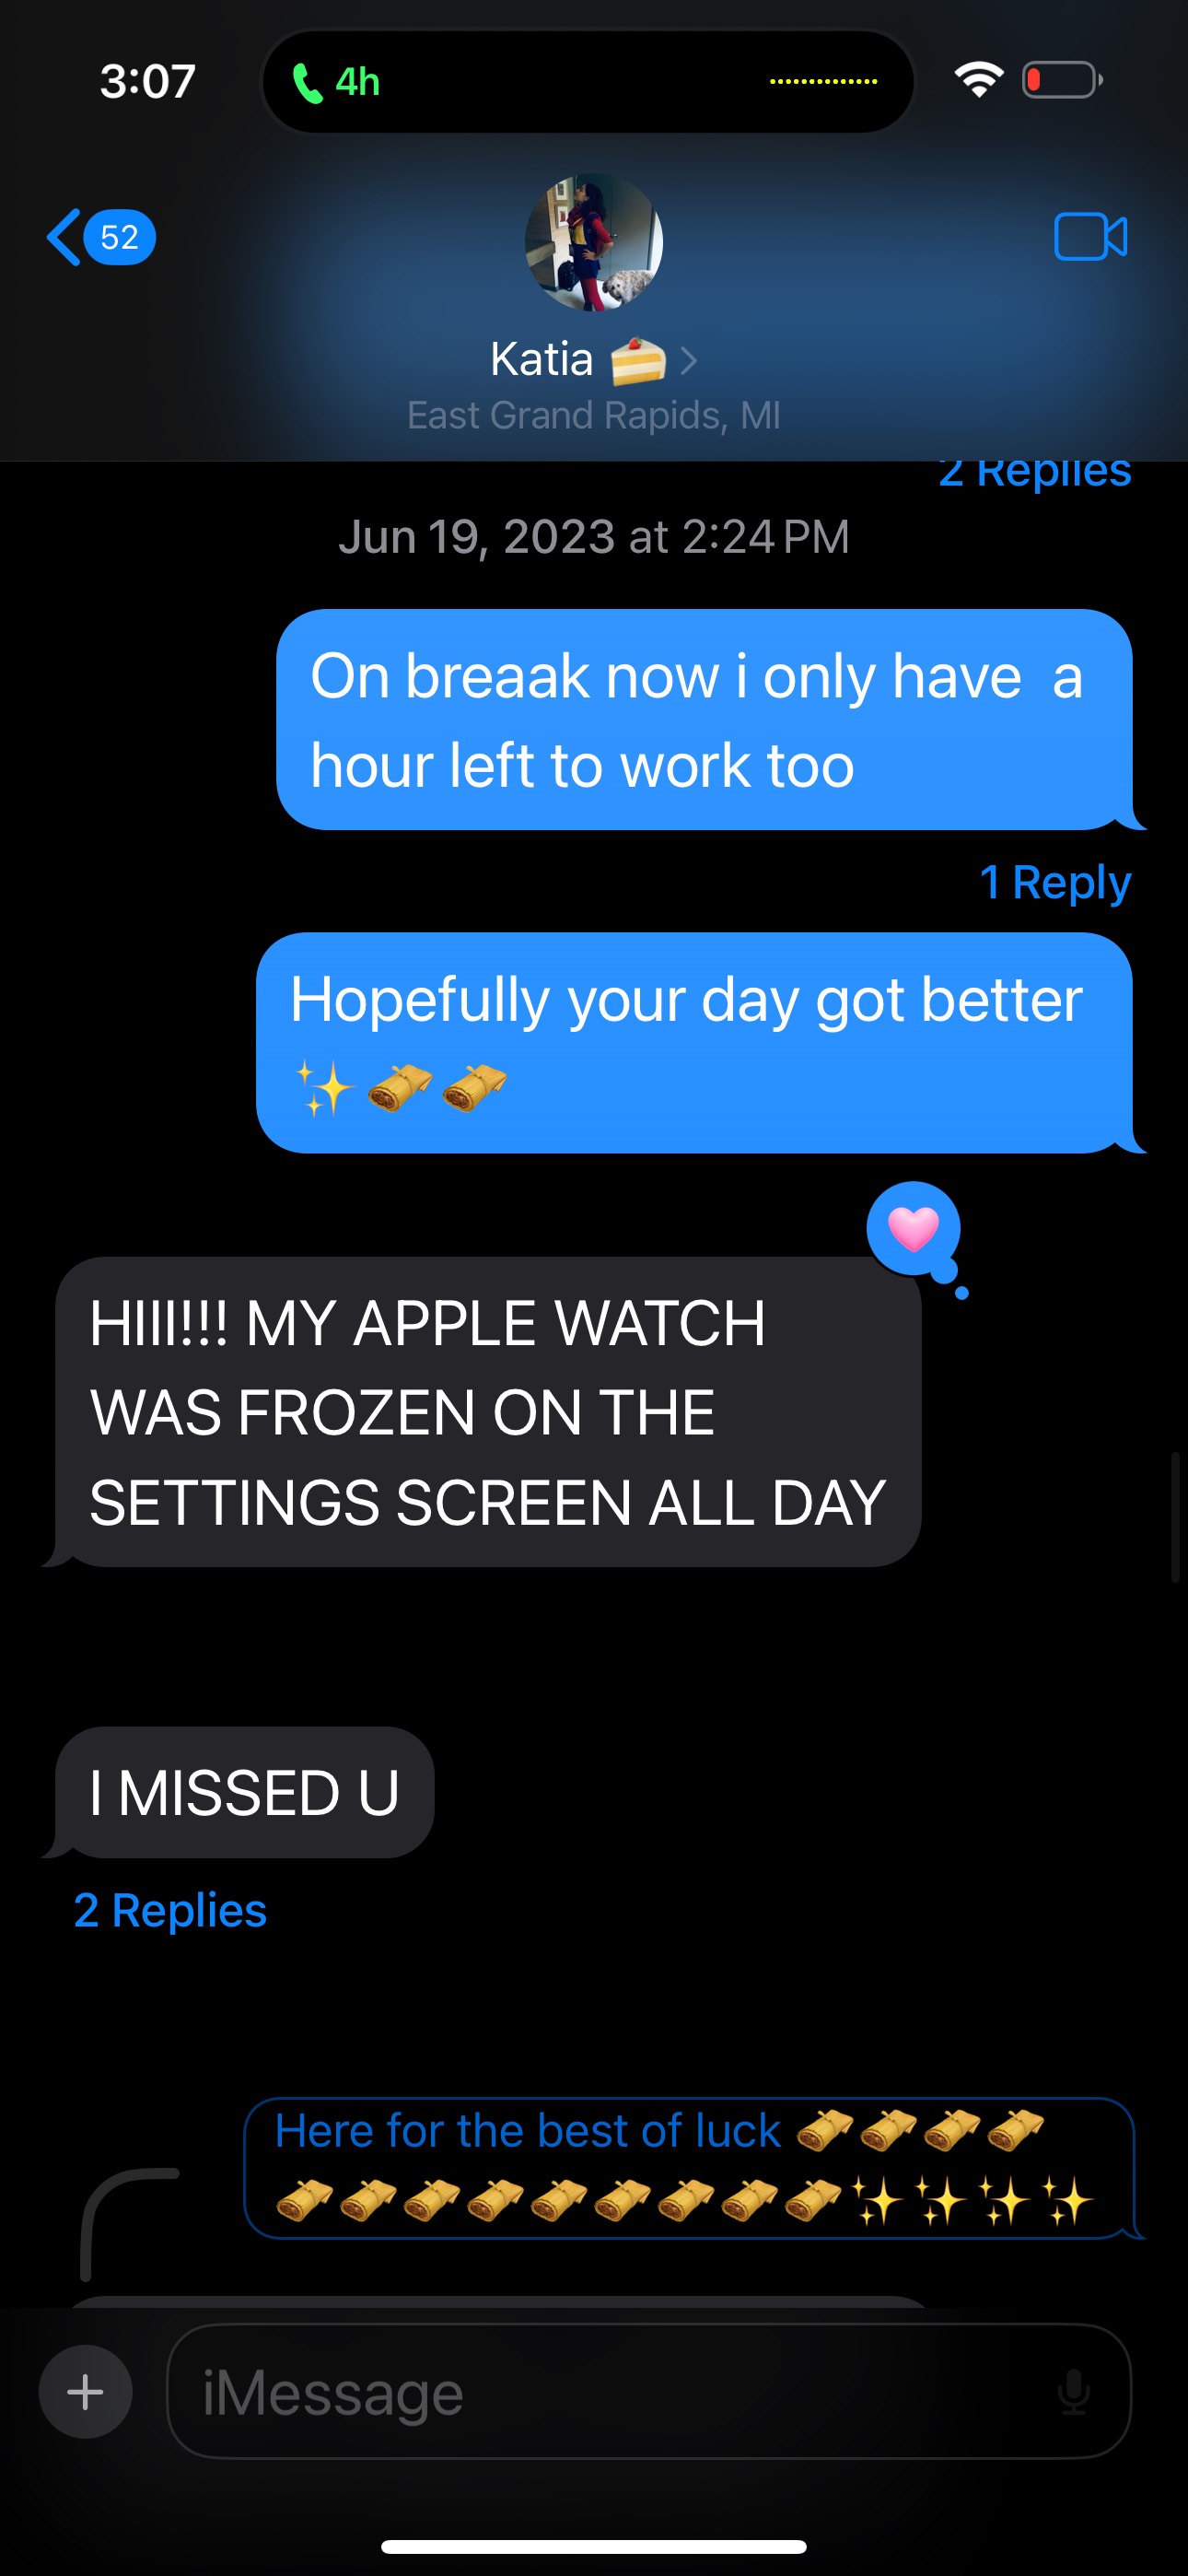 3:07
4h
52
Katia 🍰
East Grand Rapids, MI
2 Replies
Jun 19, 2023 at 2:24 PM
On breaak now i only have  a
hour left to work too
1 Reply
Hopefully your day got better
✨🫔🫔
HIIII!!! MY APPLE WATCH
WAS FROZEN ON THE
SETTINGS SCREEN ALL DAY
I MISSED U
2 Replies
Here for the best of luck 🫔🫔🫔🫔
🫔🫔🫔🫔🫔🫔🫔🫔🫔✨✨✨✨
iMessage